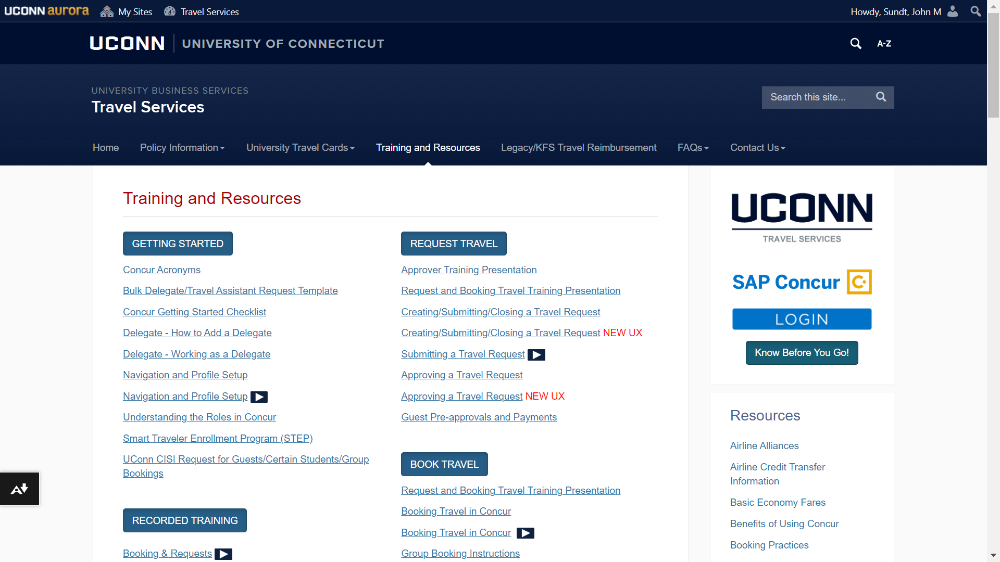 UCONN aurora My Sites Travel Services Howdy, Sundt, John M
UCONN UNIVERSITY OF CONNECTICUT A-Z
UNIVERSITY BUSINESS SERVICES
Travel Services
Search this site...
Home Policy Information University Travel Cards Training and Resources Legacy/KFS Travel Reimbursement FAQs Contact Us
Training and Resources
GETTING STARTED
Concur Acronyms
Bulk Delegate/Travel Assistant Request Template
Concur Getting Started Checklist
Delegate - How to Add a Delegate
Delegate - Working as a Delegate
Navigation and Profile Setup
Navigation and Profile Setup
Understanding the Roles in Concur
Smart Traveler Enrollment Program (STEP)
UConn CISI Request for Guests/Certain Students/Group
Bookings
RECORDED TRAINING
Booking & Requests
REQUEST TRAVEL
Approver Training Presentation
Request and Booking Travel Training Presentation
Creating/Submitting/Closing a Travel Request
Creating/Submitting/Closing a Travel Request NEW UX
Submitting a Travel Request
Approving a Travel Request
Approving a Travel Request NEW UX
Guest Pre-approvals and Payments
BOOK TRAVEL
Request and Booking Travel Training Presentation
Booking Travel in Concur
Booking Travel in Concur
Group Booking Instructions
UCONN
TRAVEL SERVICES
SAP Concur C
LOGIN
Know Before You Go!
Resources
Airline Alliances
Airline Credit Transfer
Information
Basic Economy Fares
Benefits of Using Concur
Booking Practices